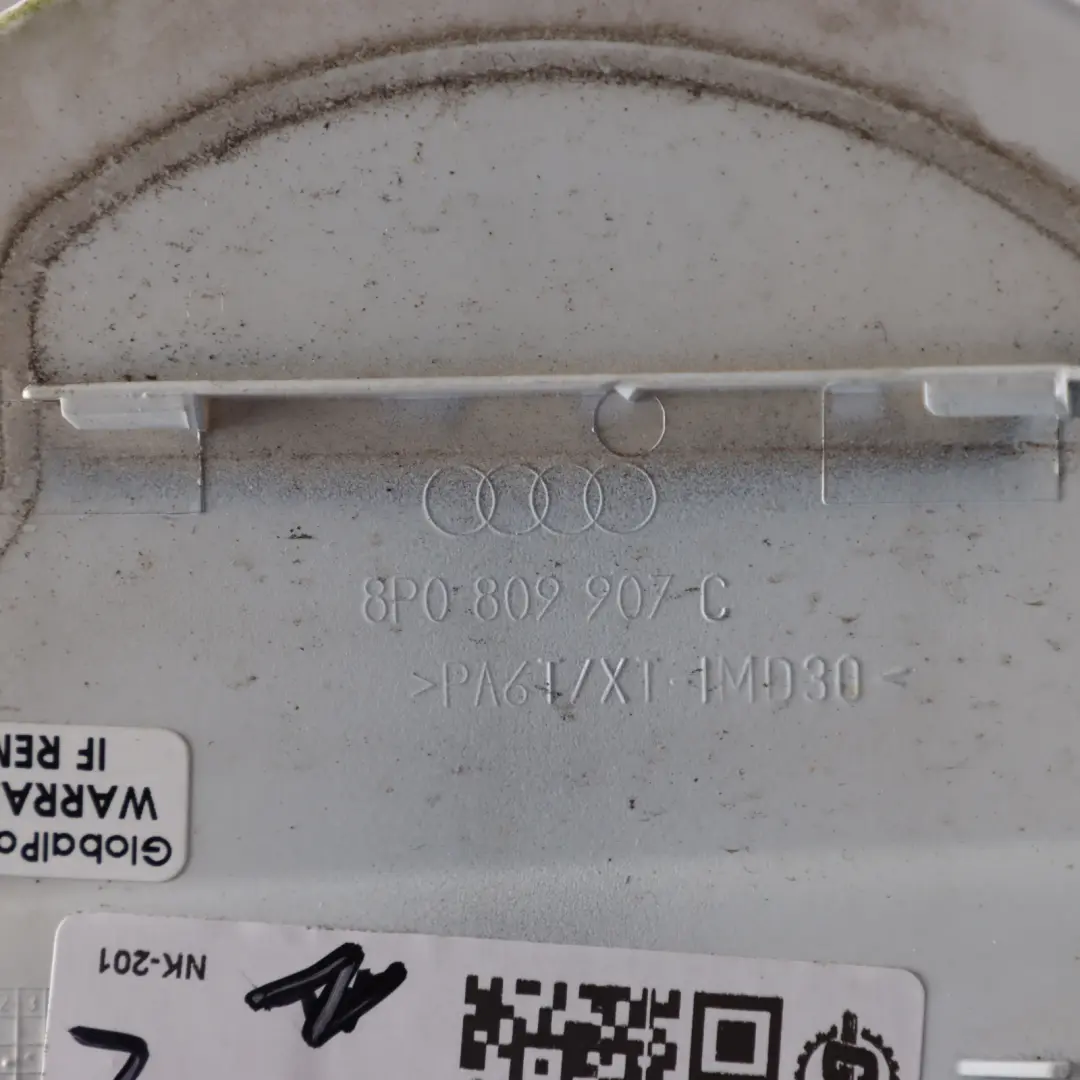 8P0 809 907 C
>PA6T/XT-1MD30<
IF REM
WARRA
GlobalPa
NK-201